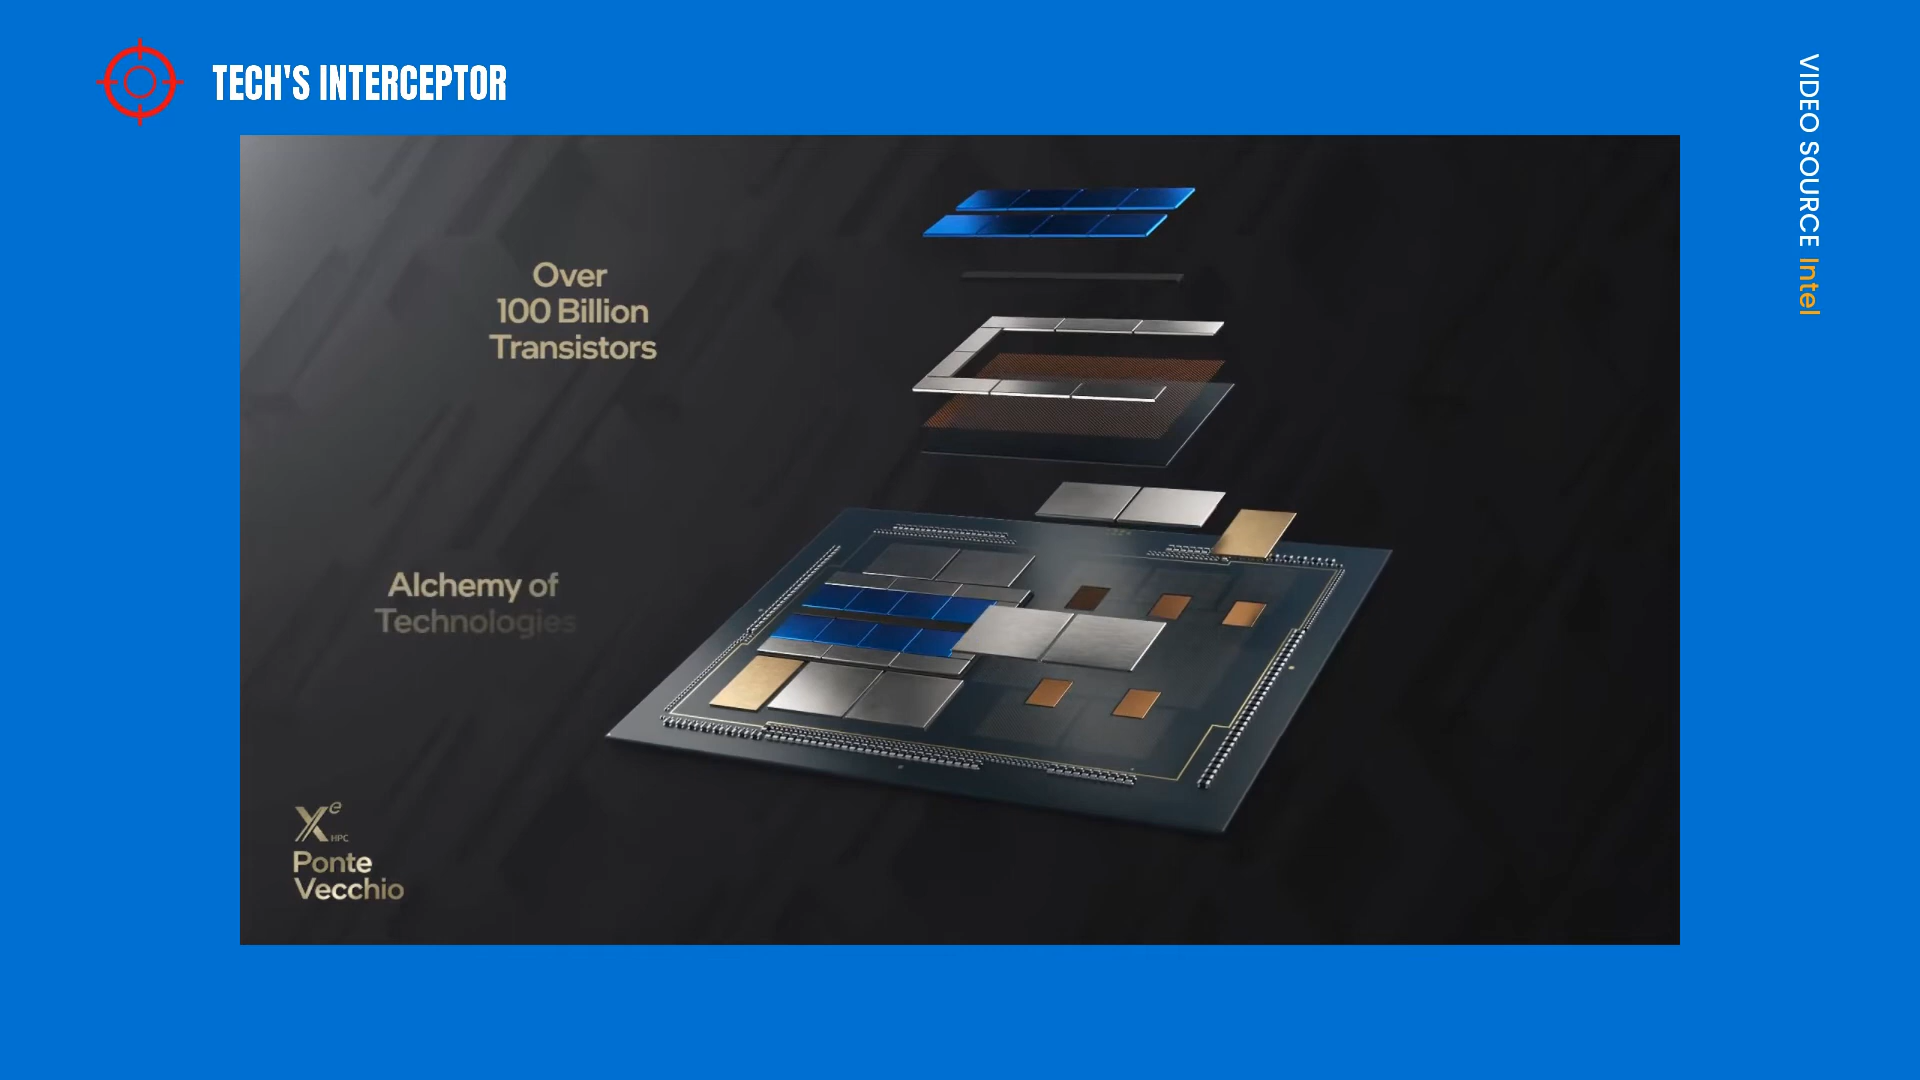 TECH'S INTERCEPTOR
VIDEO SOURCE Intel
Over
100 Billion
Transistors
Alchemy of
Technologies
Xe
HPC
Ponte
Vecchio